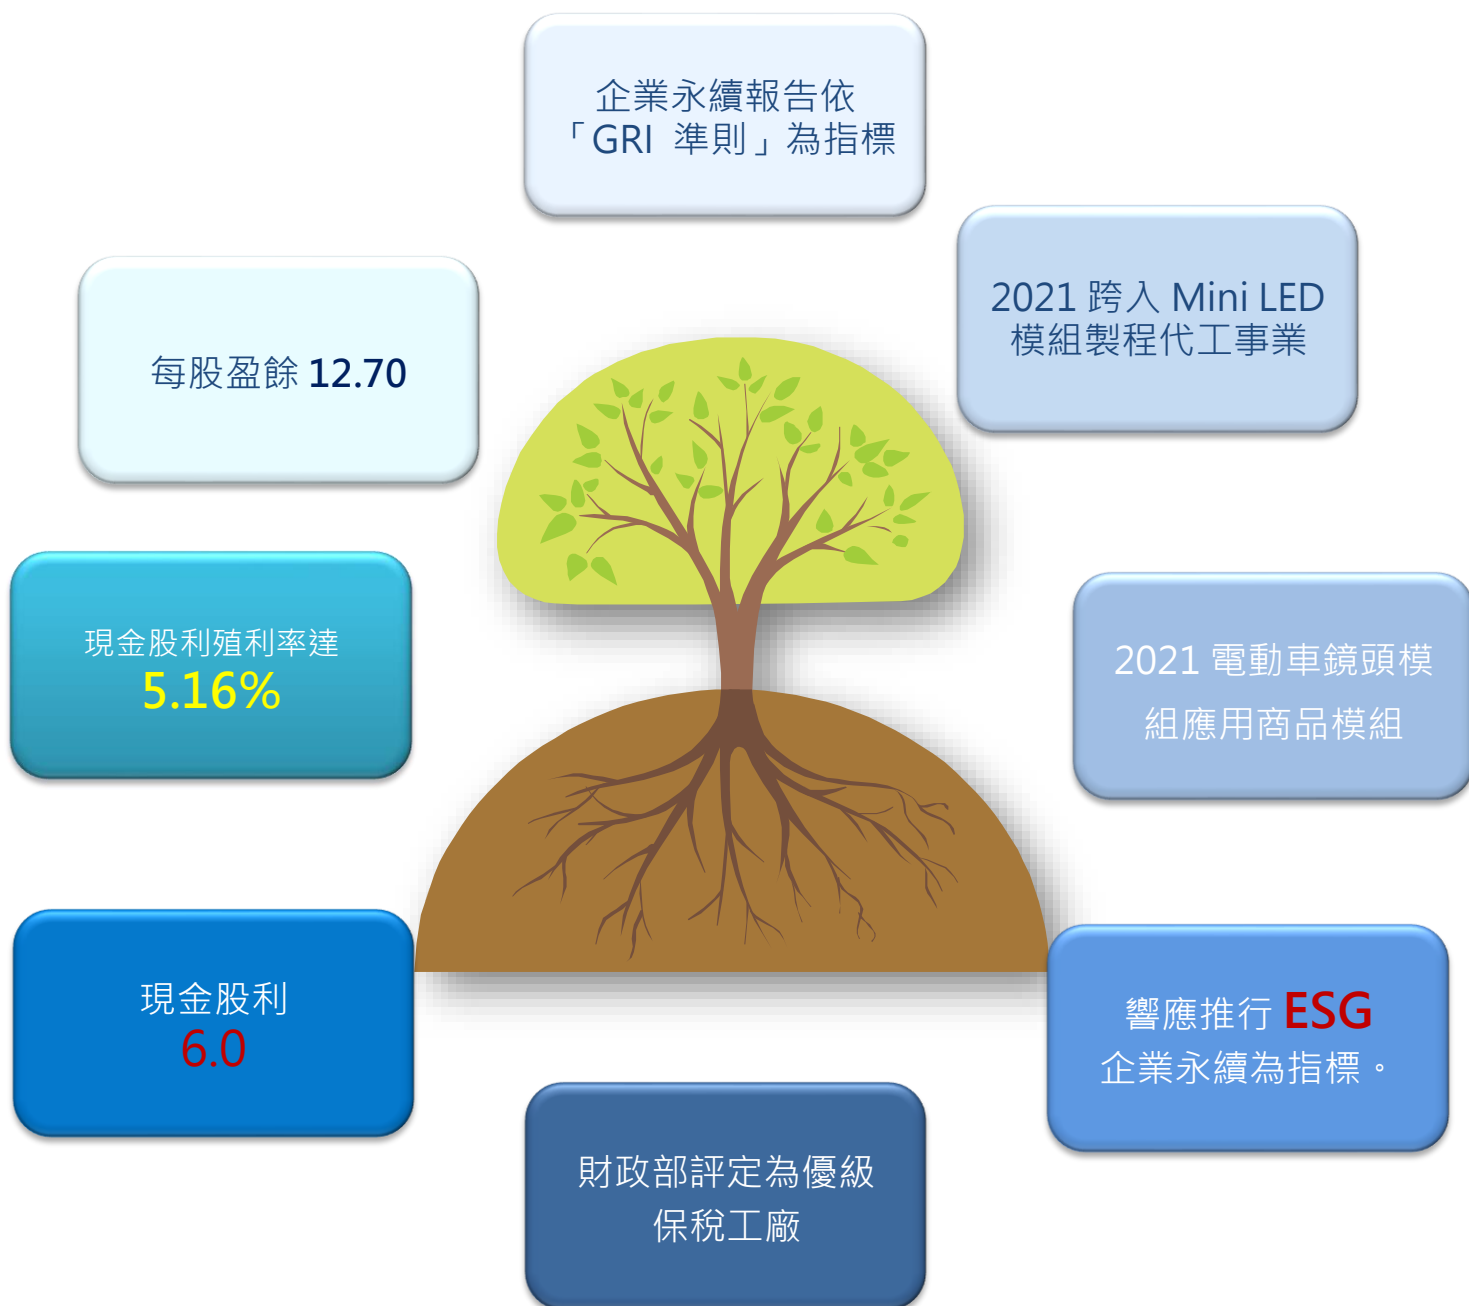 企業永續報告依
「GRI 準則」為指標
2021 跨入 Mini LED
模組製程代工事業
每股盈餘 12.70
現金股利殖利率達
5.16%
2021 電動車鏡頭模
組應用商品模組
現金股利
6.0
響應推行 ESG
企業永續為指標。
財政部評定為優級
保稅工廠